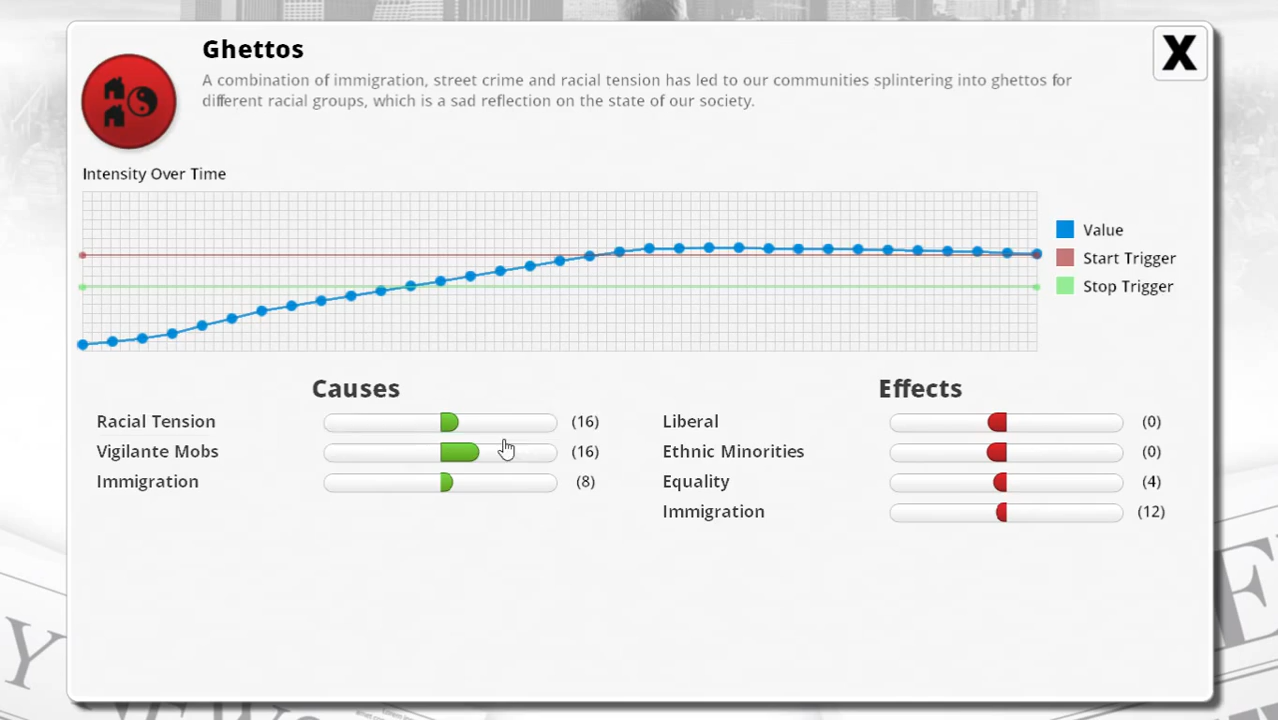 Ghettos
X
A combination of immigration, street crime and racial tension has led to our communities splintering into ghettos for
different racial groups, which is a sad reflection on the state of our society.
Intensity Over Time
Value
Start Trigger
Stop Trigger
Causes
Racial Tension (16)
Vigilante Mobs (16)
Immigration (8)
Effects
Liberal (0)
Ethnic Minorities (0)
Equality (4)
Immigration (12)